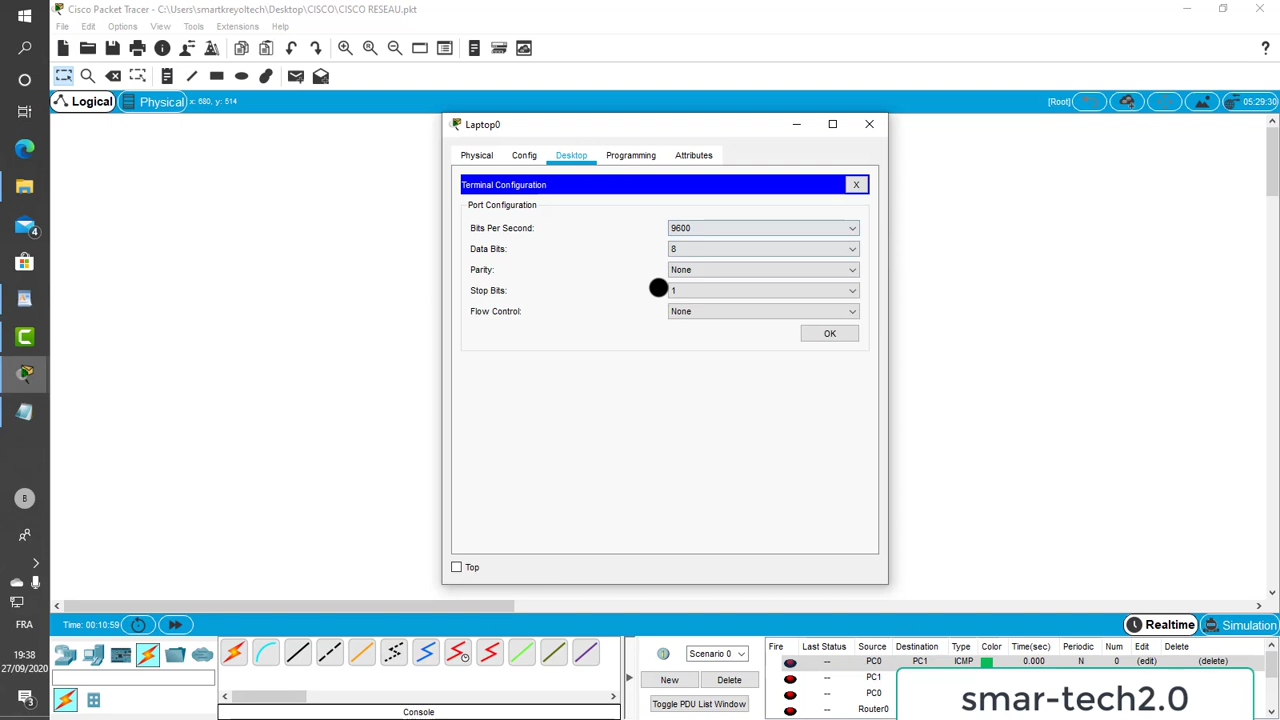 Cisco Packet Tracer - C:\Users\smartkreyoltech\Desktop\CISCO\CISCO RESEAU.pkt
File Edit Options View Tools Extensions Help
Logical Physical x: 680, y: 514 [Root] 05:29:30
Laptop0
Physical Config Desktop Programming Attributes
Terminal Configuration X
Port Configuration
Bits Per Second: 9600
Data Bits: 8
Parity: None
Stop Bits: 1
Flow Control: None
OK
Top
4
B
FRA
19:38
27/09/2020
3
Time: 00:10:59 Realtime Simulation
Scenario 0
New Delete
Toggle PDU List Window
Console
Fire Last Status Source Destination Type Color Time(sec) Periodic Num Edit Delete
-- PC0 PC1 ICMP 0.000 N 0 (edit) (delete)
-- PC1
-- PC0
-- Router0
smar-tech2.0